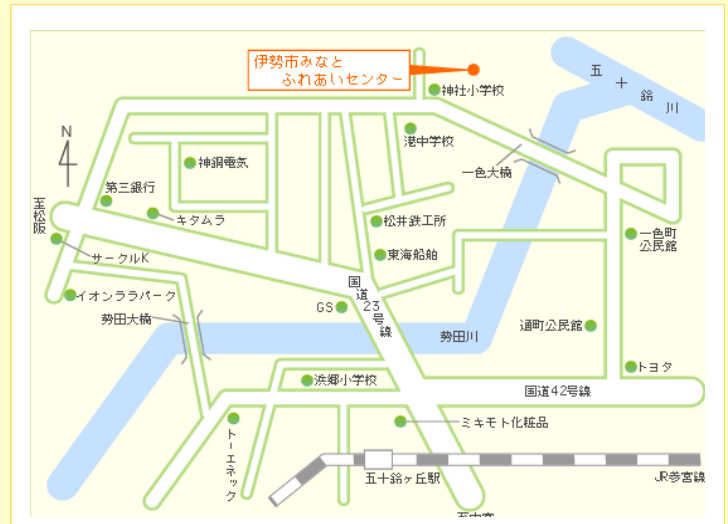 伊勢市みなと
ふれあいセンター
五十鈴川
神社小学校
港中学校
一色大橋
N
神鋼電気
第三銀行
キタムラ
至松阪
サークルK
松井鉄工所
東海船舶
一色町
公民館
イオンララパーク
勢田大橋
GS
国道23号線
勢田川
通町公民館
浜郷小学校
トヨタ
国道42号線
トーエネック
ミキモト化粧品
五十鈴ヶ丘駅
JR参宮線